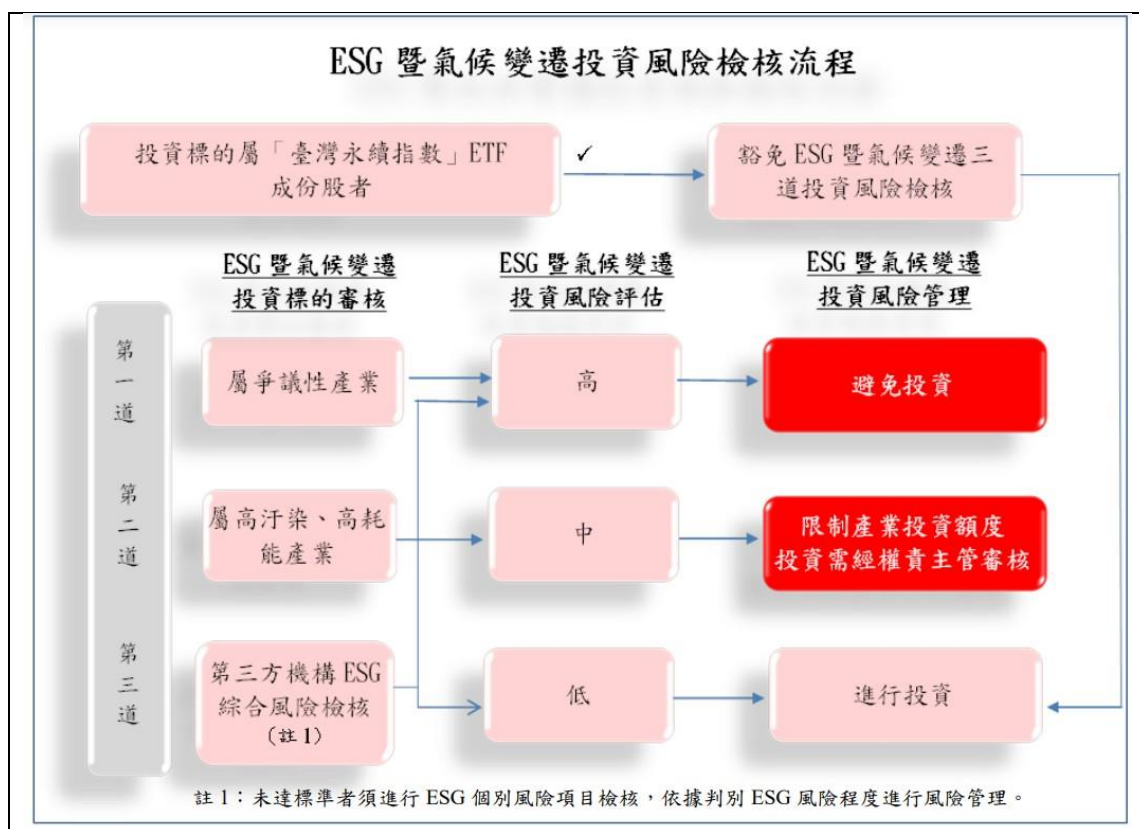 ESG 暨氣候變遷投資風險檢核流程
投資標的屬「臺灣永續指數」ETF
成份股者
✓
豁免 ESG 暨氣候變遷三
道投資風險檢核
ESG 暨氣候變遷
投資標的審核
ESG 暨氣候變遷
投資風險評估
ESG 暨氣候變遷
投資風險管理
第一道
屬爭議性產業
高
避免投資
第二道
屬高汙染、高耗
能產業
中
限制產業投資額度
投資需經權責主管審核
第三道
第三方機構 ESG
綜合風險檢核
(註 1)
低
進行投資
註 1：未達標準者須進行 ESG 個別風險項目檢核，依據判別 ESG 風險程度進行風險管理。